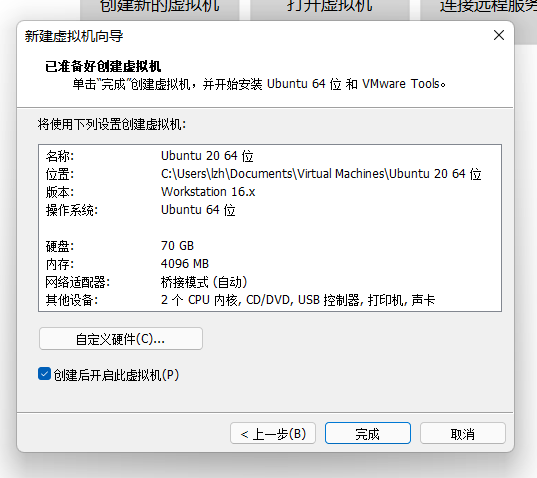 创建新的虚拟机 打开虚拟机 连接远程服
新建虚拟机向导
已准备好创建虚拟机
单击“完成”创建虚拟机，并开始安装 Ubuntu 64 位 和 VMware Tools。
将使用下列设置创建虚拟机:
名称: Ubuntu 20 64 位
位置: C:\Users\lzh\Documents\Virtual Machines\Ubuntu 20 64 位
版本: Workstation 16.x
操作系统: Ubuntu 64 位
硬盘: 70 GB
内存: 4096 MB
网络适配器: 桥接模式 (自动)
其他设备: 2 个 CPU 内核, CD/DVD, USB 控制器, 打印机, 声卡
自定义硬件(C)...
创建后开启此虚拟机(P)
< 上一步(B) 完成 取消